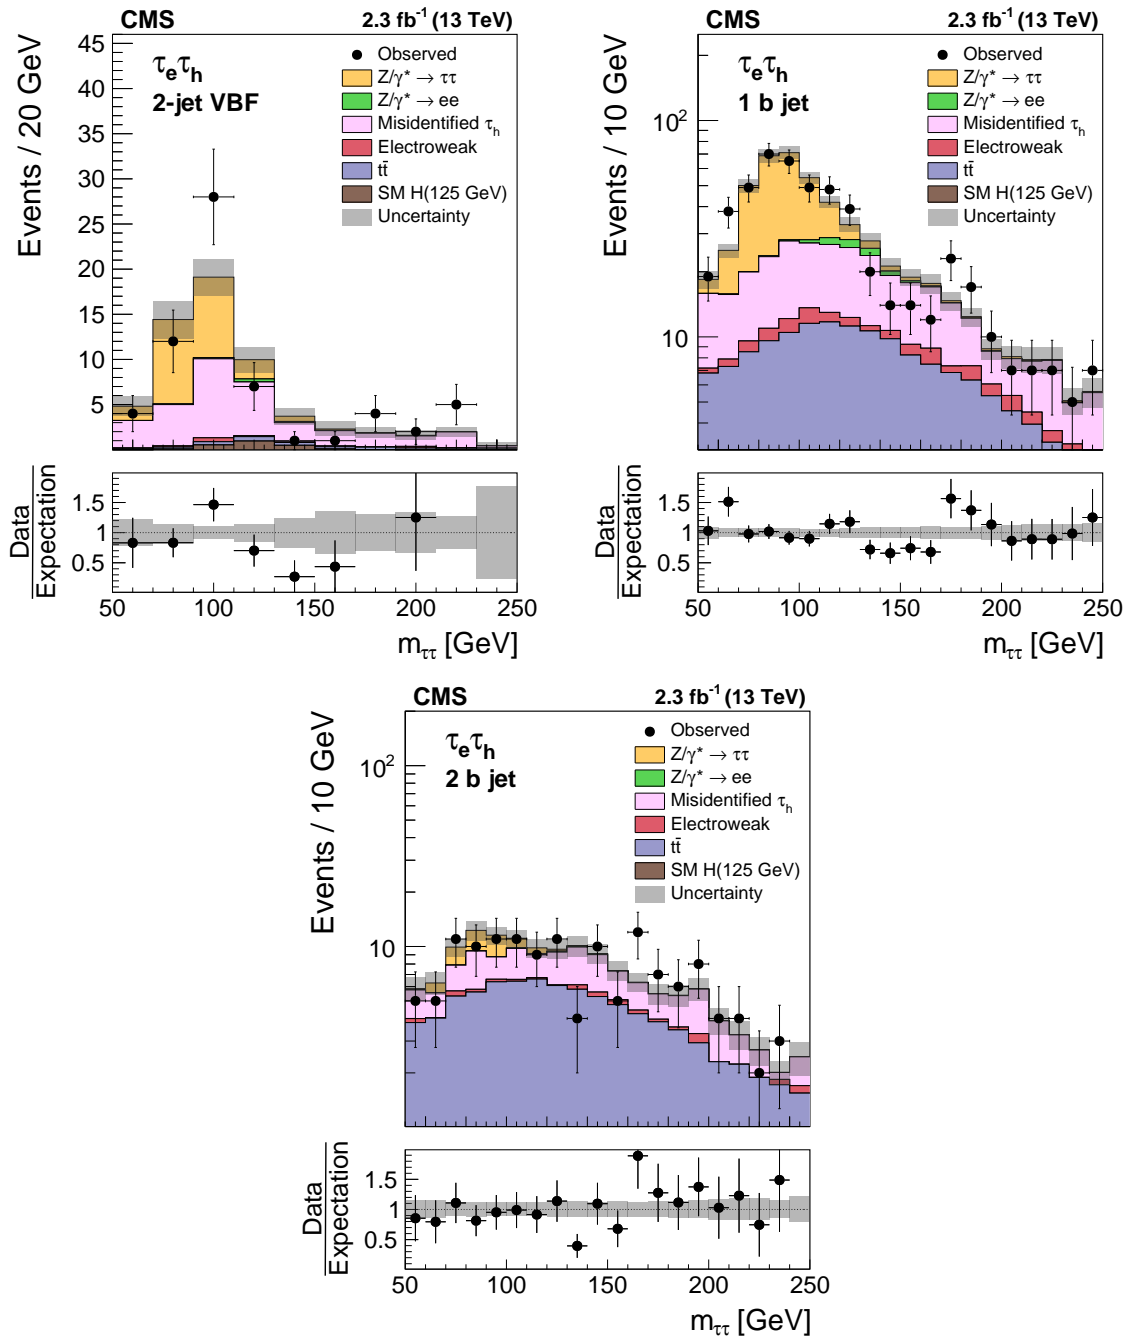 CMS 2.3 fb⁻¹ (13 TeV)
Events / 20 GeV
τeτh
2-jet VBF
Observed
Z/γ* → ττ
Z/γ* → ee
Misidentified τh
Electroweak
tt̄
SM H(125 GeV)
Uncertainty
45
40
35
30
25
20
15
10
5
Data
Expectation
1.5
1
0.5
50 100 150 200 250
mττ [GeV]
CMS 2.3 fb⁻¹ (13 TeV)
Events / 10 GeV
τeτh
1 b jet
Observed
Z/γ* → ττ
Z/γ* → ee
Misidentified τh
Electroweak
tt̄
SM H(125 GeV)
Uncertainty
10²
10
Data
Expectation
1.5
1
0.5
50 100 150 200 250
mττ [GeV]
CMS 2.3 fb⁻¹ (13 TeV)
Events / 10 GeV
τeτh
2 b jet
Observed
Z/γ* → ττ
Z/γ* → ee
Misidentified τh
Electroweak
tt̄
SM H(125 GeV)
Uncertainty
10²
10
Data
Expectation
1.5
1
0.5
50 100 150 200 250
mττ [GeV]